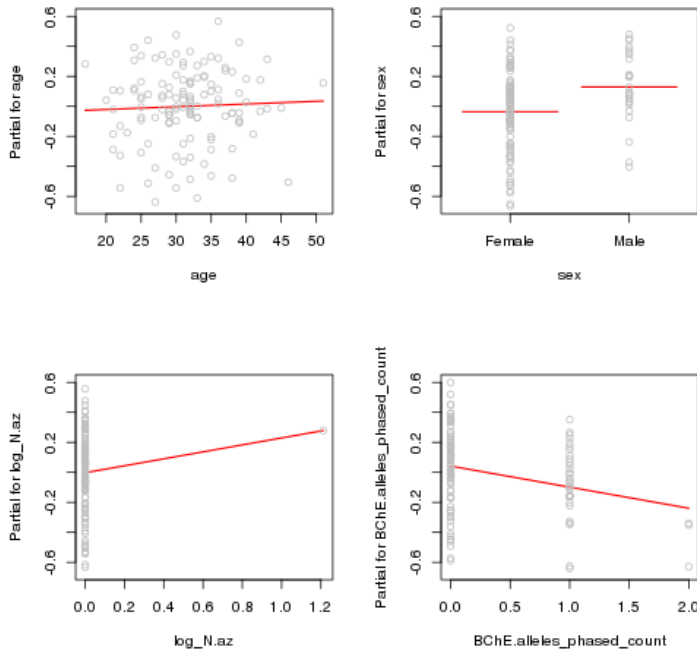 Partial for age
0.6
0.2
-0.2
-0.6
20 25 30 35 40 45 50
age
Partial for sex
0.6
0.2
-0.2
-0.6
Female Male
sex
Partial for log_N.az
0.6
0.2
-0.2
-0.6
0.0 0.2 0.4 0.6 0.8 1.0 1.2
log_N.az
Partial for BChE.alleles_phased_count
0.6
0.2
-0.2
-0.6
0.0 0.5 1.0 1.5 2.0
BChE.alleles_phased_count